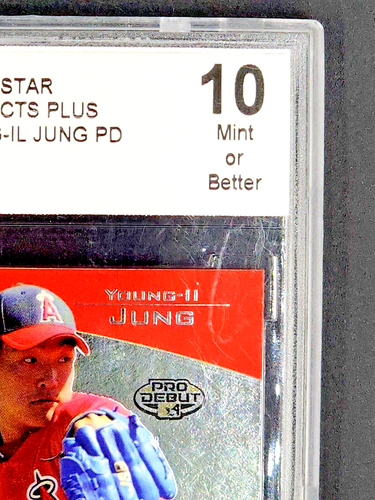 STAR
CTS PLUS
G-IL JUNG PD
10
Mint
or
Better
YOUNG-IL
JUNG
PRO
DEBUT
A